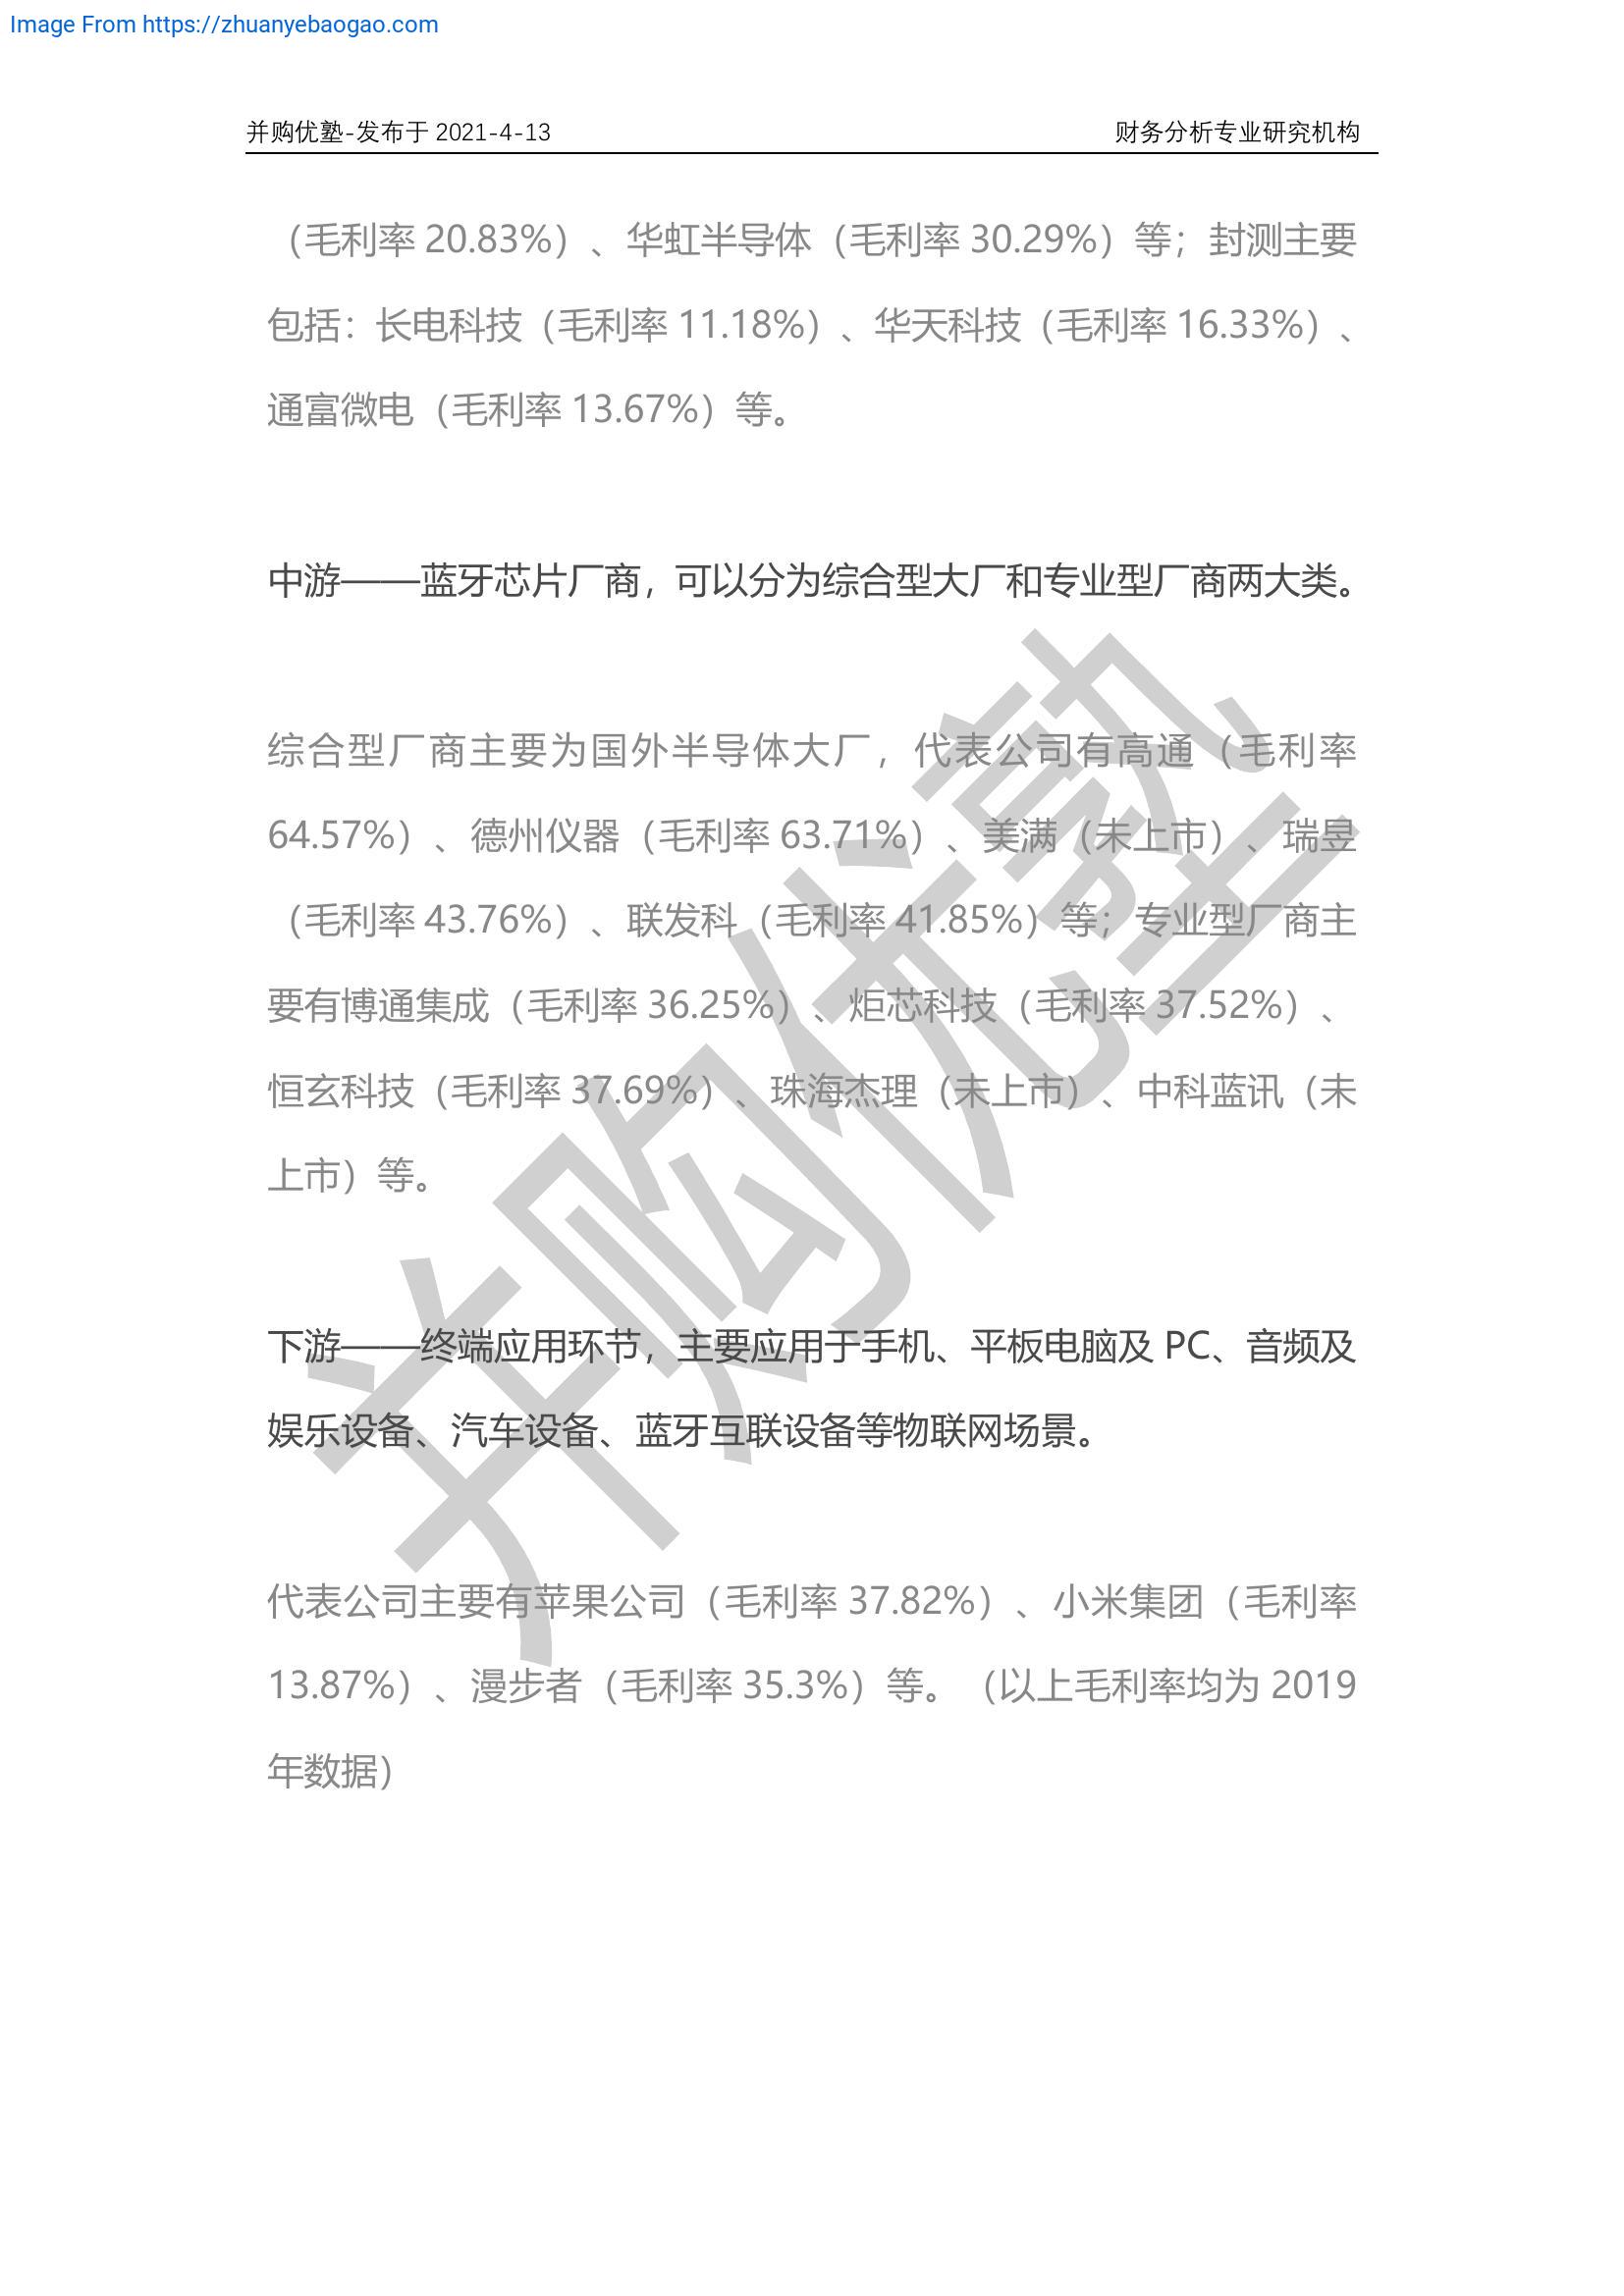 Image From https://zhuanyebaogao.com
并购优塾-发布于 2021-4-13 财务分析专业研究机构
（毛利率 20.83%）、华虹半导体（毛利率 30.29%）等；封测主要
包括：长电科技（毛利率 11.18%）、华天科技（毛利率 16.33%）、
通富微电（毛利率 13.67%）等。
中游——蓝牙芯片厂商，可以分为综合型大厂和专业型厂商两大类。
综合型厂商主要为国外半导体大厂，代表公司有高通（毛利率
64.57%）、德州仪器（毛利率 63.71%）、美满（未上市）、瑞昱
（毛利率 43.76%）、联发科（毛利率 41.85%）等；专业型厂商主
要有博通集成（毛利率 36.25%）、炬芯科技（毛利率 37.52%）、
恒玄科技（毛利率 37.69%）、珠海杰理（未上市）、中科蓝讯（未
上市）等。
下游——终端应用环节，主要应用于手机、平板电脑及 PC、音频及
娱乐设备、汽车设备、蓝牙互联设备等物联网场景。
代表公司主要有苹果公司（毛利率 37.82%）、小米集团（毛利率
13.87%）、漫步者（毛利率 35.3%）等。（以上毛利率均为 2019
年数据）
并购优塾